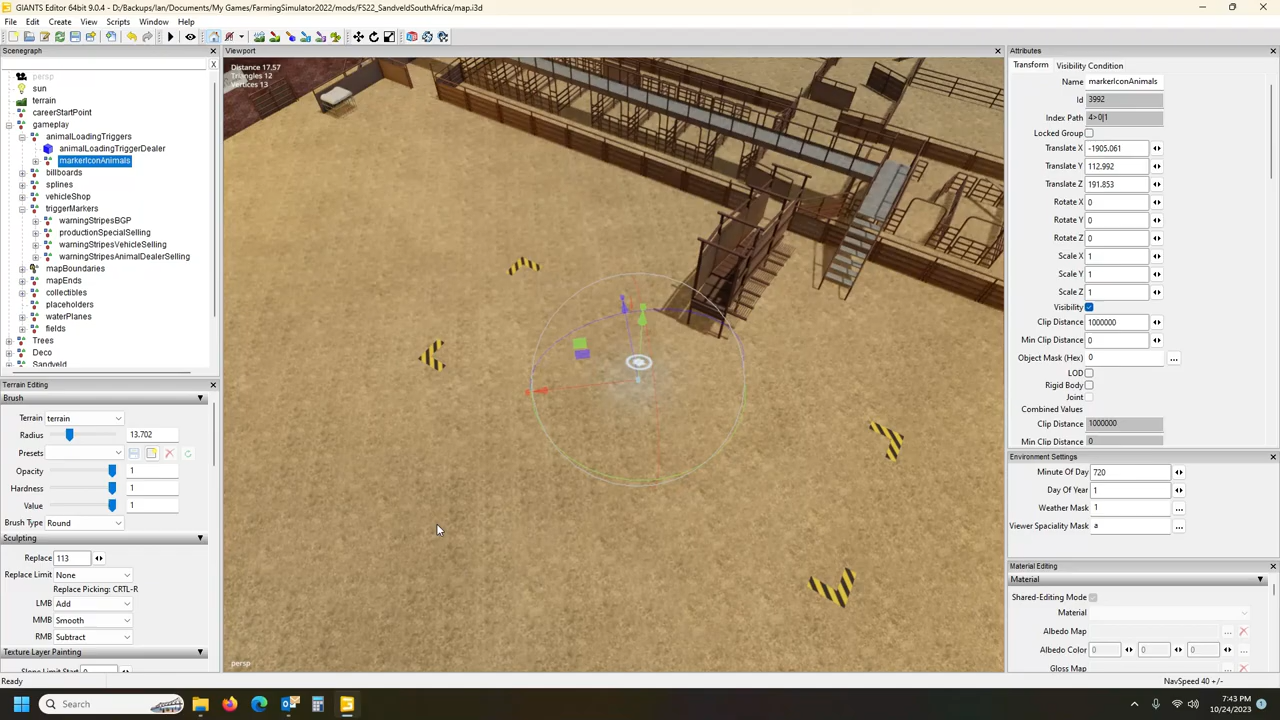 GIANTS Editor 64bit 9.0.4 - D:/Backups/Ian/Documents/My Games/FarmingSimulator2022/mods/FS22_SandveldSouthAfrica/map.i3d
File Edit Create View Scripts Window Help
Scenegraph
X
persp
sun
terrain
careerStartPoint
gameplay
animalLoadingTriggers
animalLoadingTriggerDealer
markerIconAnimals
billboards
splines
vehicleShop
triggerMarkers
warningStripesBGP
productionSpecialSelling
warningStripesVehicleSelling
warningStripesAnimalDealerSelling
mapBoundaries
mapEnds
collectibles
placeholders
waterPlanes
fields
Trees
Deco
Sandveld
Terrain Editing
Brush
Terrain terrain
Radius 13.702
Presets
Opacity 1
Hardness 1
Value 1
Brush Type Round
Sculpting
Replace 113
Replace Limit None
Replace Picking: CRTL-R
LMB Add
MMB Smooth
RMB Subtract
Texture Layer Painting
Slope Limit Start
Ready
Viewport
Distance 17.57
Triangles 12
Vertices 13
persp
Attributes
Transform Visibility Condition
Name markerIconAnimals
Id 3992
Index Path 4>0|1
Locked Group
Translate X -1905.061
Translate Y 112.992
Translate Z 191.853
Rotate X 0
Rotate Y 0
Rotate Z 0
Scale X 1
Scale Y 1
Scale Z 1
Visibility
Clip Distance 1000000
Min Clip Distance 0
Object Mask (Hex) 0 ...
LOD
Rigid Body
Joint
Combined Values
Clip Distance 1000000
Min Clip Distance 0
Environment Settings
Minute Of Day 720
Day Of Year 1
Weather Mask 1 ...
Viewer Spaciality Mask a ...
Material Editing
Material
Shared-Editing Mode
Material
Albedo Map ...
Albedo Color 0 0 0 ...
Gloss Map
NavSpeed 40 +/-
Search
7:43 PM
10/24/2023